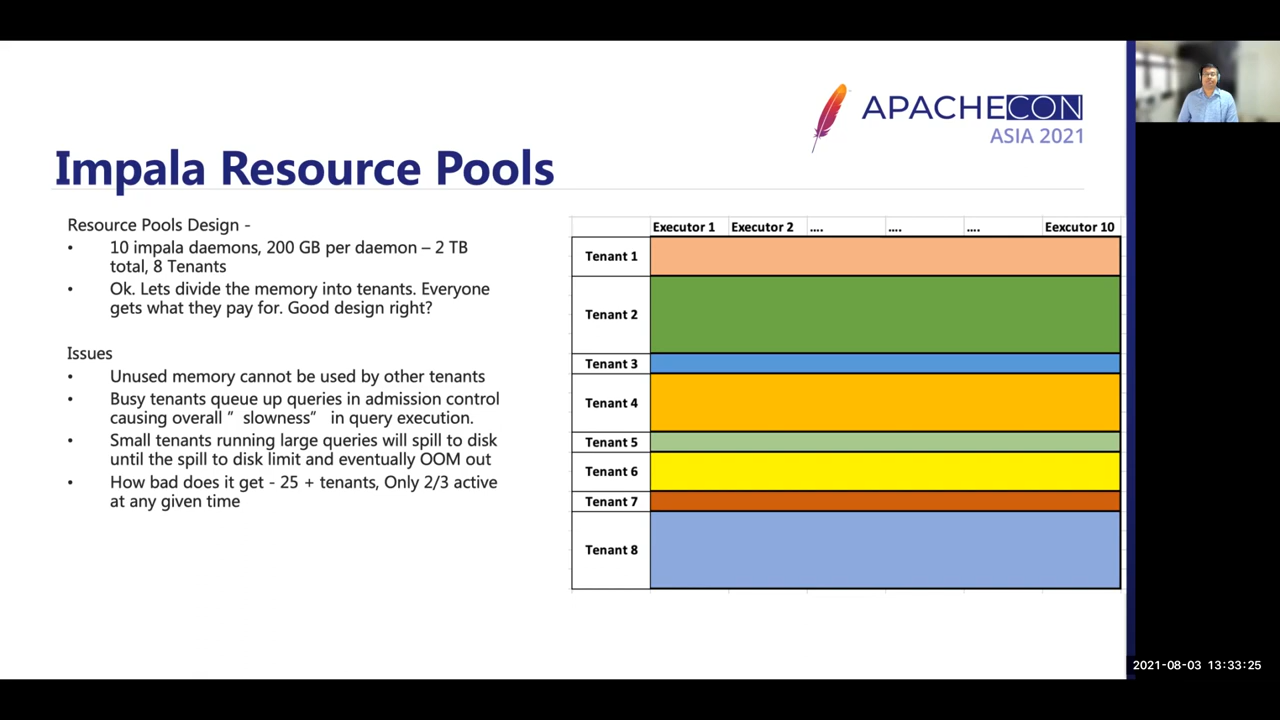 APACHECON
ASIA 2021
Impala Resource Pools
Resource Pools Design -
• 10 impala daemons, 200 GB per daemon – 2 TB
total, 8 Tenants
• Ok. Lets divide the memory into tenants. Everyone
gets what they pay for. Good design right?
Issues
• Unused memory cannot be used by other tenants
• Busy tenants queue up queries in admission control
causing overall ” slowness” in query execution.
• Small tenants running large queries will spill to disk
until the spill to disk limit and eventually OOM out
• How bad does it get - 25 + tenants, Only 2/3 active
at any given time
Executor 1 Executor 2 .... .... .... Eexcutor 10
Tenant 1
Tenant 2
Tenant 3
Tenant 4
Tenant 5
Tenant 6
Tenant 7
Tenant 8
2021-08-03 13:33:25